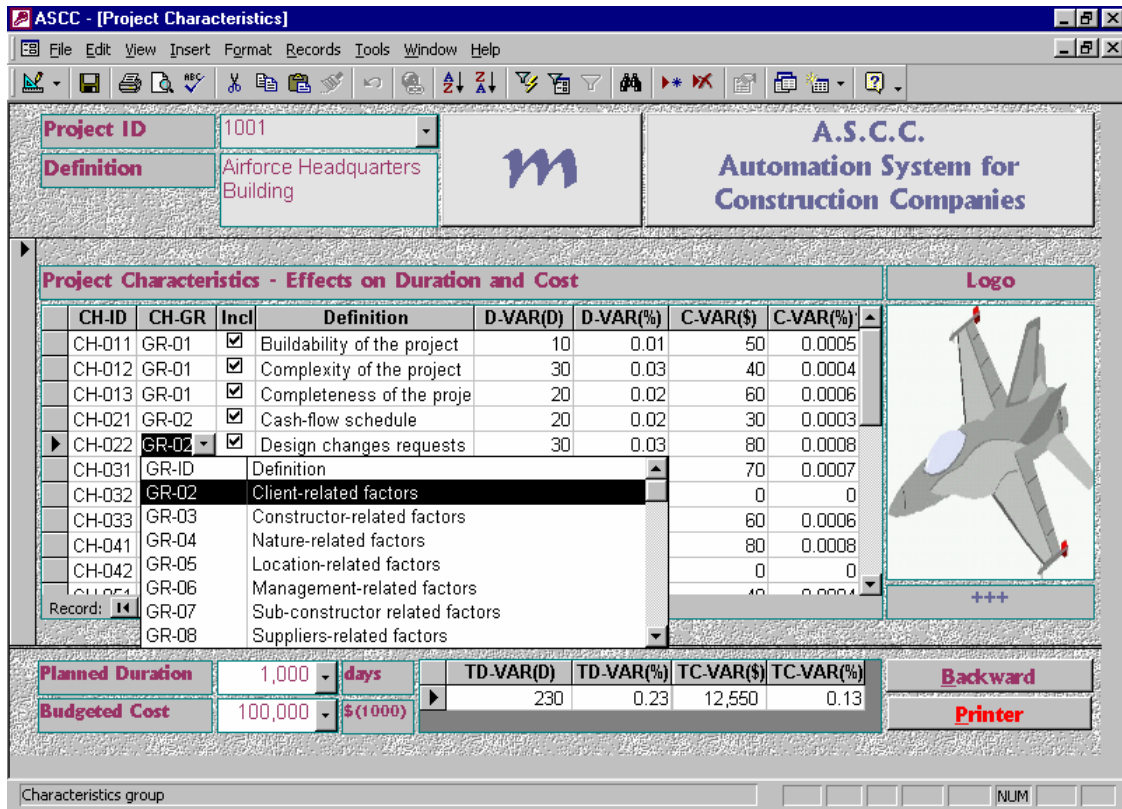 ASCC - [Project Characteristics]
File Edit View Insert Format Records Tools Window Help
Project ID 1001
Definition Airforce Headquarters
Building
m
A.S.C.C.
Automation System for
Construction Companies
Project Characteristics - Effects on Duration and Cost
Logo
CH-ID CH-GR Incl Definition D-VAR(D) D-VAR(%) C-VAR($) C-VAR(%)
CH-011 GR-01 Buildability of the project 10 0.01 50 0.0005
CH-012 GR-01 Complexity of the project 30 0.03 40 0.0004
CH-013 GR-01 Completeness of the proje 20 0.02 60 0.0006
CH-021 GR-02 Cash-flow schedule 20 0.02 30 0.0003
CH-022 GR-02 Design changes requests 30 0.03 80 0.0008
CH-031 GR-ID Definition 70 0.0007
CH-032 GR-02 Client-related factors 0 0
CH-033 GR-03 Constructor-related factors 60 0.0006
CH-041 GR-04 Nature-related factors 80 0.0008
CH-042 GR-05 Location-related factors 0 0
GR-06 Management-related factors
Record: GR-07 Sub-constructor related factors
GR-08 Suppliers-related factors
+++
Planned Duration 1,000 days
Budgeted Cost 100,000 $(1000)
TD-VAR(D) TD-VAR(%) TC-VAR($) TC-VAR(%)
230 0.23 12,550 0.13
Backward
Printer
Characteristics group NUM